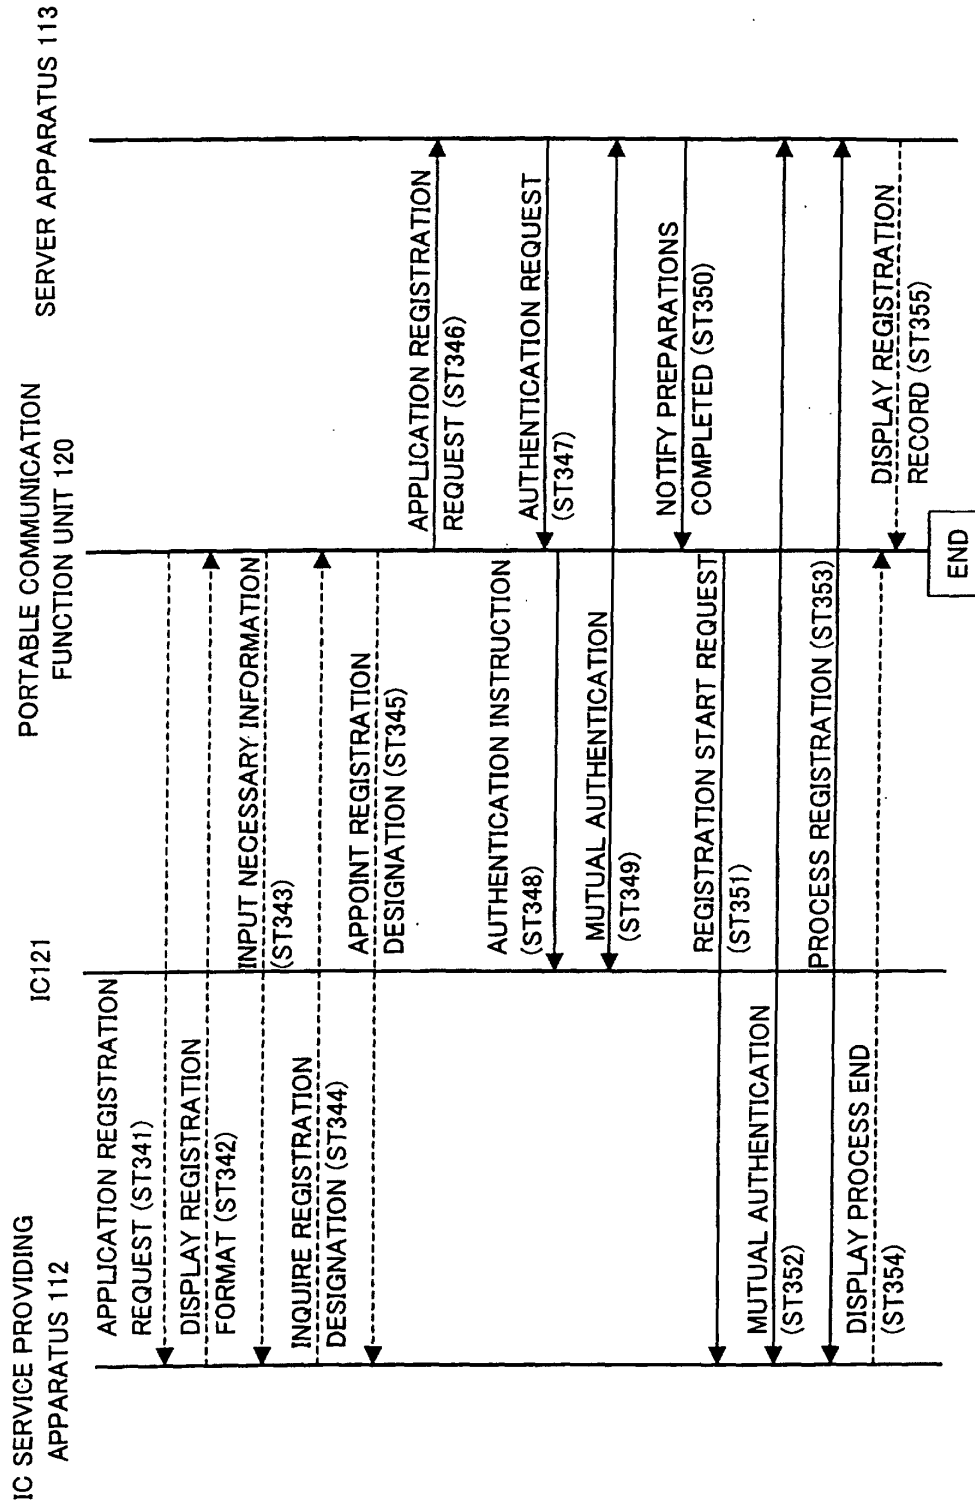 IC SERVICE PROVIDING
APPARATUS 112
IC121
PORTABLE COMMUNICATION
FUNCTION UNIT 120
SERVER APPARATUS 113
APPLICATION REGISTRATION
REQUEST (ST341)
DISPLAY REGISTRATION
FORMAT (ST342)
INPUT NECESSARY INFORMATION
(ST343)
INQUIRE REGISTRATION
DESIGNATION (ST344)
APPOINT REGISTRATION
DESIGNATION (ST345)
APPLICATION REGISTRATION
REQUEST (ST346)
AUTHENTICATION REQUEST
(ST347)
AUTHENTICATION INSTRUCTION
(ST348)
MUTUAL AUTHENTICATION
(ST349)
NOTIFY PREPARATIONS
COMPLETED (ST350)
REGISTRATION START REQUEST
(ST351)
MUTUAL AUTHENTICATION
(ST352)
PROCESS REGISTRATION (ST353)
DISPLAY PROCESS END
(ST354)
DISPLAY REGISTRATION
RECORD (ST355)
END